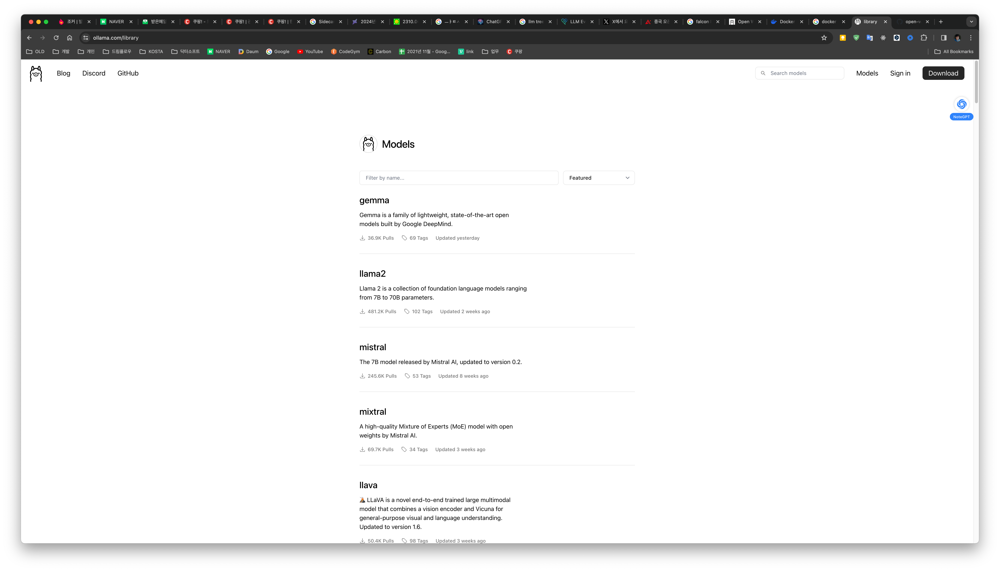 조커 | 빌
NAVER
받은메일
쿠팡! -
쿠팡! |
쿠팡! |
Sidecar
2024년
2310.0
ㅡㅑㅌㅅ
ChatGP
llm tree
LLM Ev
X에서 요
중국 오픈
falcon
Open W
Docker
docker
library
open-w
ollama.com/library
OLD
개발
개인
드림플로우
KOSTA
닥터소프트
NAVER
Daum
Google
YouTube
CodeGym
Carbon
2021년 11월 - Goog...
link
업무
쿠팡
All Bookmarks
Blog
Discord
GitHub
Search models
Models
Sign in
Download
NoteGPT
Models
Filter by name...
Featured
gemma
Gemma is a family of lightweight, state-of-the-art open
models built by Google DeepMind.
36.9K Pulls 69 Tags Updated yesterday
llama2
Llama 2 is a collection of foundation language models ranging
from 7B to 70B parameters.
481.2K Pulls 102 Tags Updated 2 weeks ago
mistral
The 7B model released by Mistral AI, updated to version 0.2.
245.6K Pulls 53 Tags Updated 8 weeks ago
mixtral
A high-quality Mixture of Experts (MoE) model with open
weights by Mistral AI.
69.7K Pulls 34 Tags Updated 3 weeks ago
llava
🌋 LLaVA is a novel end-to-end trained large multimodal
model that combines a vision encoder and Vicuna for
general-purpose visual and language understanding.
Updated to version 1.6.
50.4K Pulls 98 Tags Updated 3 weeks ago